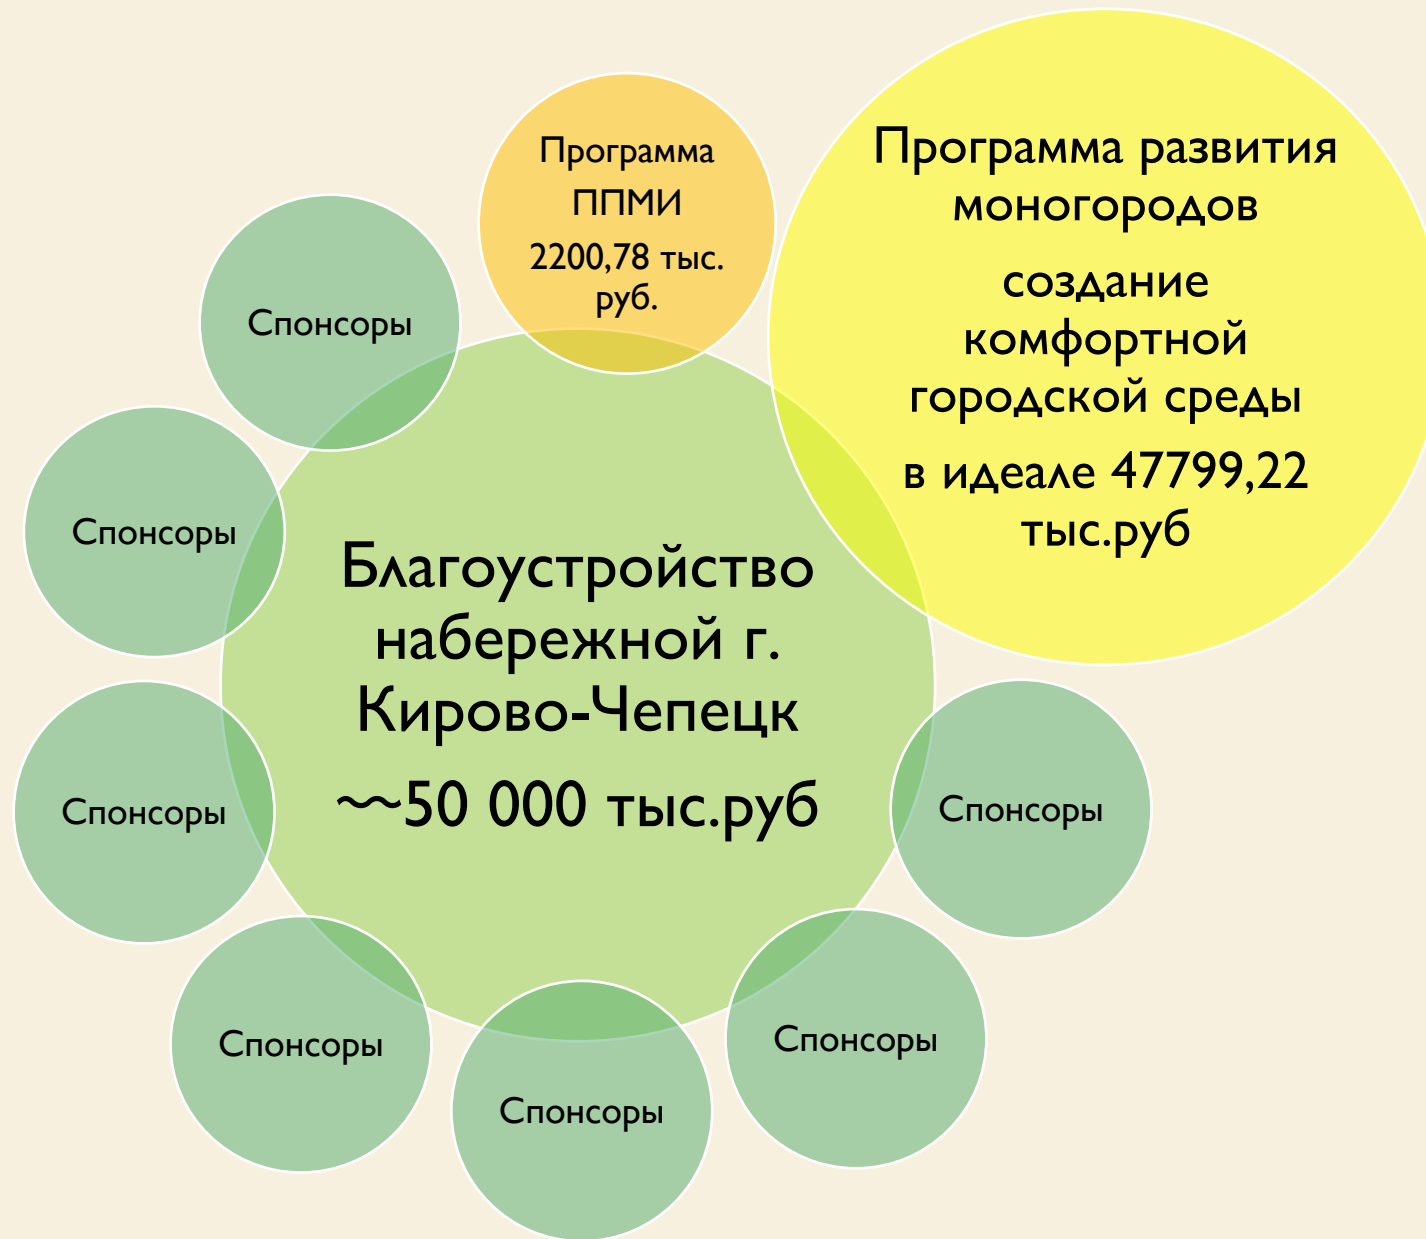 Программа
ППМИ
2200,78 тыс.
руб.
Программа развития
моногородов
создание
комфортной
городской среды
в идеале 47799,22
тыс.руб
Спонсоры
Спонсоры
Благоустройство
набережной г.
Кирово-Чепецк
~~50 000 тыс.руб
Спонсоры
Спонсоры
Спонсоры
Спонсоры
Спонсоры